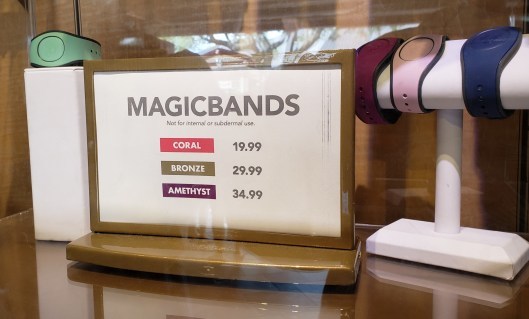 MAGICBANDS
Not for internal or subdermal use.
CORAL 19.99
BRONZE 29.99
AMETHYST 34.99